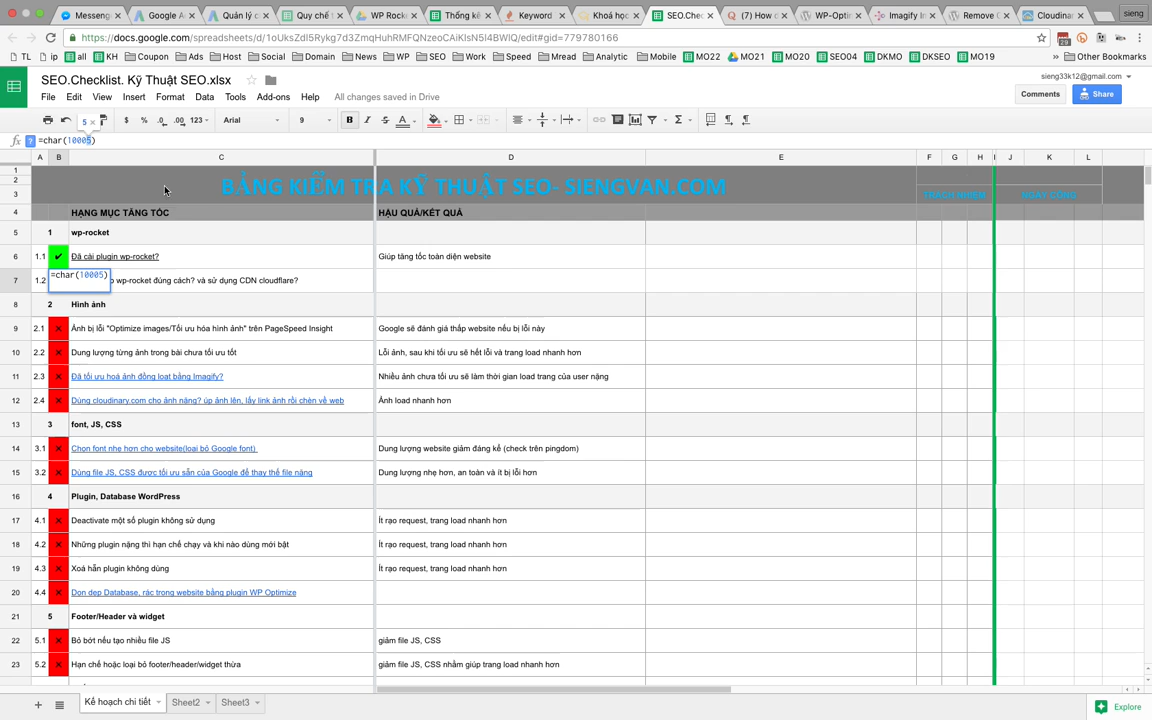 Messeng
Google A
Quản lý c
Quy chế
WP Rock
Thống kê
Keyword
Khoá học
SEO.Chec
(7) How d
WP-Optin
Imagify In
Remove C
Cloudinar
sieng
https://docs.google.com/spreadsheets/d/1oUksZdI5Rykg7d3ZmqHuhRMFQNzeoCAiKIsN5l4BWlQ/edit#gid=779780166
TL ip all KH Coupon Ads Host Social Domain WP SEO Work Speed Mread Analytic Mobile MO22 MO21 MO20 SEO04 DKMO DKSEO MO19 » Other Bookmarks
SEO.Checklist. Kỹ Thuật SEO.xlsx
sieng33k12@gmail.com
File Edit View Insert Format Data Tools Add-ons Help All changes saved in Drive
Comments Share
5 × $ % .0 .00 123 Arial 9 B I S A
fx ? =char(10005)
A B C D E F G H I J K L
1
2
3 BẢNG KIỂM TRA KỸ THUẬT SEO- SIENGVAN.COM
4 HẠNG MỤC TĂNG TÓC HẬU QUẢ/KẾT QUẢ
5 1 wp-rocket
6 1.1 ✔ Đã cài plugin wp-rocket? Giúp tăng tốc toàn diện website
7 1.2 =char(10005) p wp-rocket đúng cách? và sử dụng CDN cloudflare?
8 2 Hình ảnh
9 2.1 ✕ Ảnh bị lỗi "Optimize images/Tối ưu hóa hình ảnh" trên PageSpeed Insight Google sẽ đánh giá thấp website nếu bị lỗi này
10 2.2 ✕ Dung lượng từng ảnh trong bài chưa tối ưu tốt Lỗi ảnh, sau khi tối ưu sẽ hết lỗi và trang load nhanh hơn
11 2.3 ✕ Đã tối ưu hoá ảnh đồng loạt bằng Imagify? Nhiều ảnh chưa tối ưu sẽ làm thời gian load trang của user nặng
12 2.4 ✕ Dùng cloudinary.com cho ảnh nặng? úp ảnh lên, lấy link ảnh rồi chèn về web Ảnh load nhanh hơn
13 3 font, JS, CSS
14 3.1 ✕ Chọn font nhẹ hơn cho website(loại bỏ Google font) Dung lượng website giảm đáng kể (check trên pingdom)
15 3.2 ✕ Dùng file JS, CSS được tối ưu sẵn của Google để thay thế file nặng Dung lượng nhẹ hơn, an toàn và ít bị lỗi hơn
16 4 Plugin, Database WordPress
17 4.1 ✕ Deactivate một số plugin không sử dụng Ít rạo request, trang load nhanh hơn
18 4.2 ✕ Những plugin nặng thì hạn chế chạy và khi nào dùng mới bật Ít rạo request, trang load nhanh hơn
19 4.3 ✕ Xoá hẳn plugin không dùng Ít rạo request, trang load nhanh hơn
20 4.4 ✕ Dọn dẹp Database, rác trong website bằng plugin WP Optimize
21 5 Footer/Header và widget
22 5.1 ✕ Bỏ bớt nếu tạo nhiều file JS giảm file JS, CSS
23 5.2 ✕ Hạn chế hoặc loại bỏ footer/header/widget thừa giảm file JS, CSS nhằm giúp trang load nhanh hơn
+ Kế hoạch chi tiết Sheet2 Sheet3 Explore